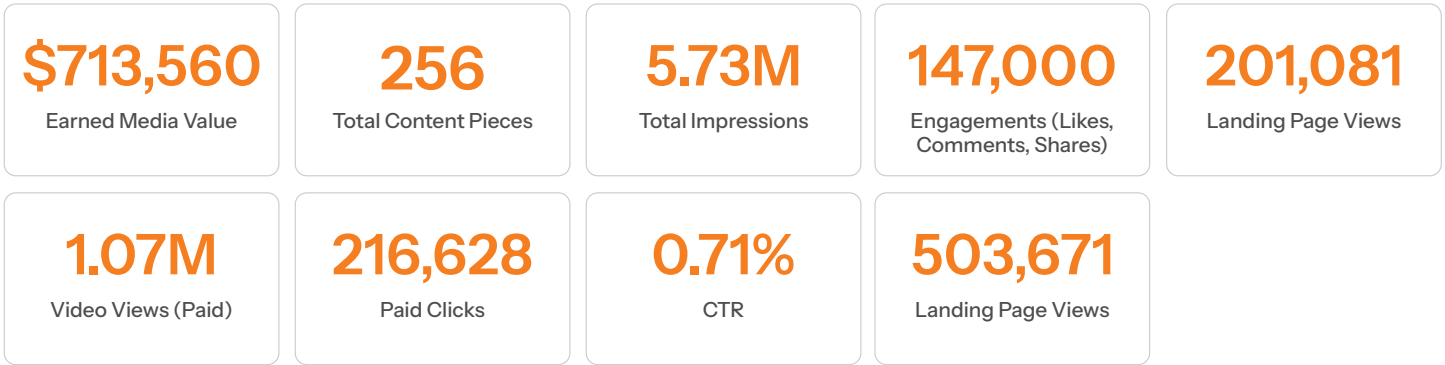 $713,560
Earned Media Value
256
Total Content Pieces
5.73M
Total Impressions
147,000
Engagements (Likes,
Comments, Shares)
201,081
Landing Page Views
1.07M
Video Views (Paid)
216,628
Paid Clicks
0.71%
CTR
503,671
Landing Page Views